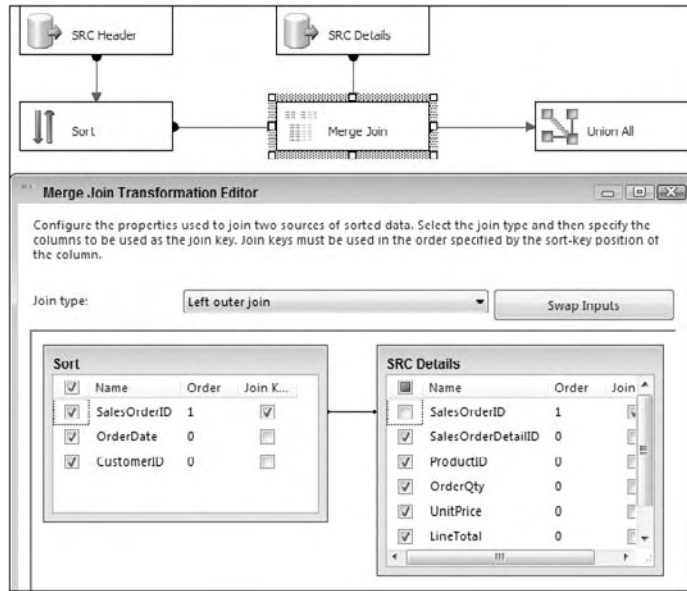 SRC Header
SRC Details
Sort
Merge Join
Union All
Merge Join Transformation Editor
Configure the properties used to join two sources of sorted data. Select the join type and then specify the
columns to be used as the join key. Join keys must be used in the order specified by the sort-key position of
the column.
Join type:
Left outer join
Swap Inputs
Sort
Name Order Join K...
SalesOrderID 1
OrderDate 0
CustomerID 0
SRC Details
Name Order Join
SalesOrderID 1
SalesOrderDetailID 0
ProductID 0
OrderQty 0
UnitPrice 0
LineTotal 0